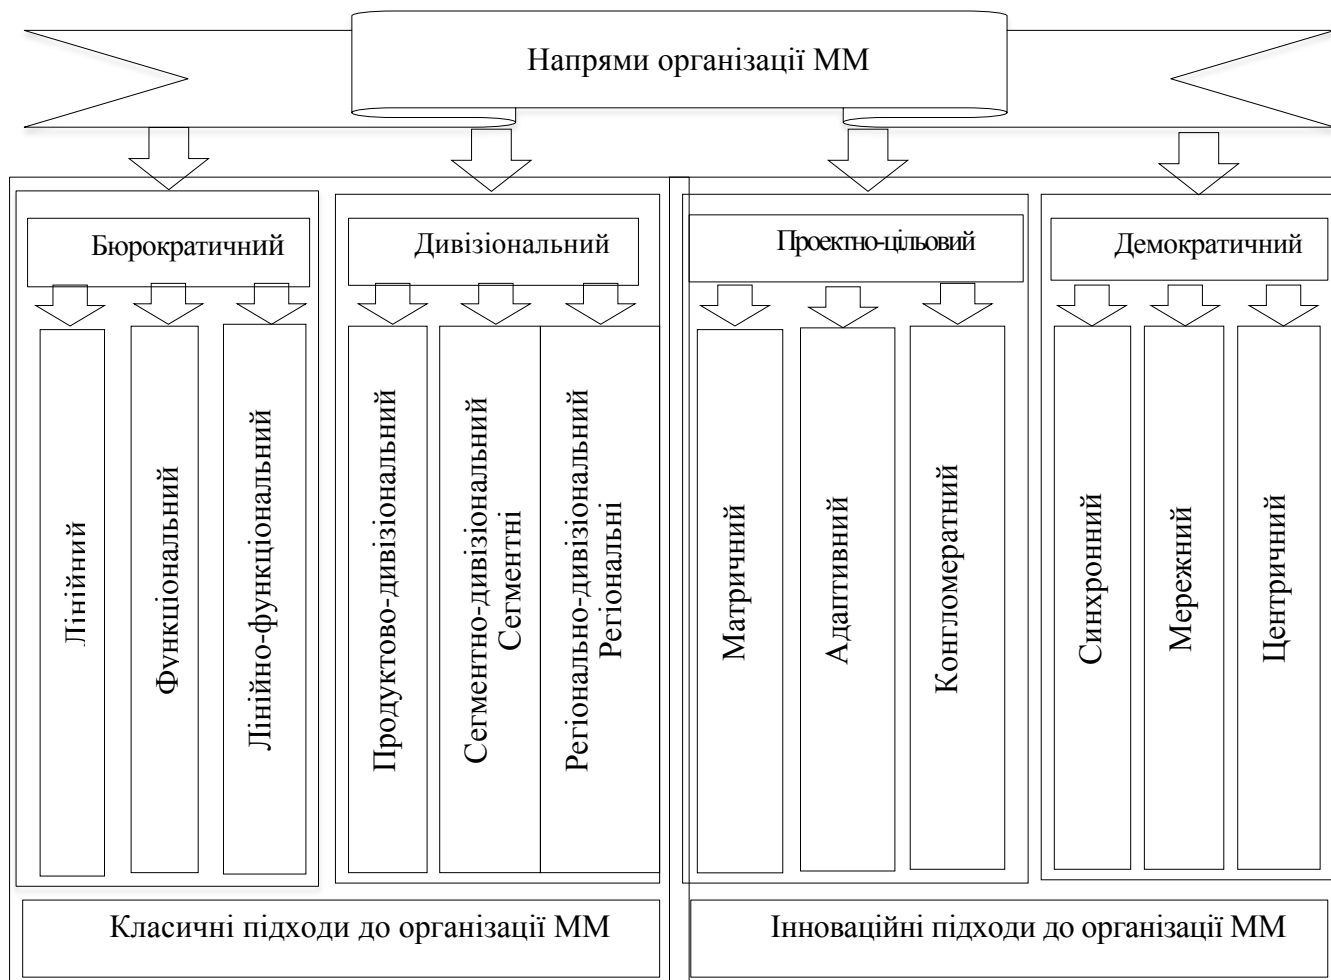 Напрями організації ММ
Бюрократичний
Дивізіональний
Проектно-цільовий
Демократичний
Лінійний
Функціональний
Лінійно-функціональний
Продуктово-дивізіональний
Сегментно-дивізіональний
Сегментні
Регіонально-дивізіональний
Регіональні
Матричний
Адаптивний
Конгломератний
Синхронний
Мережний
Центричний
Класичні підходи до організації ММ
Інноваційні підходи до організації ММ